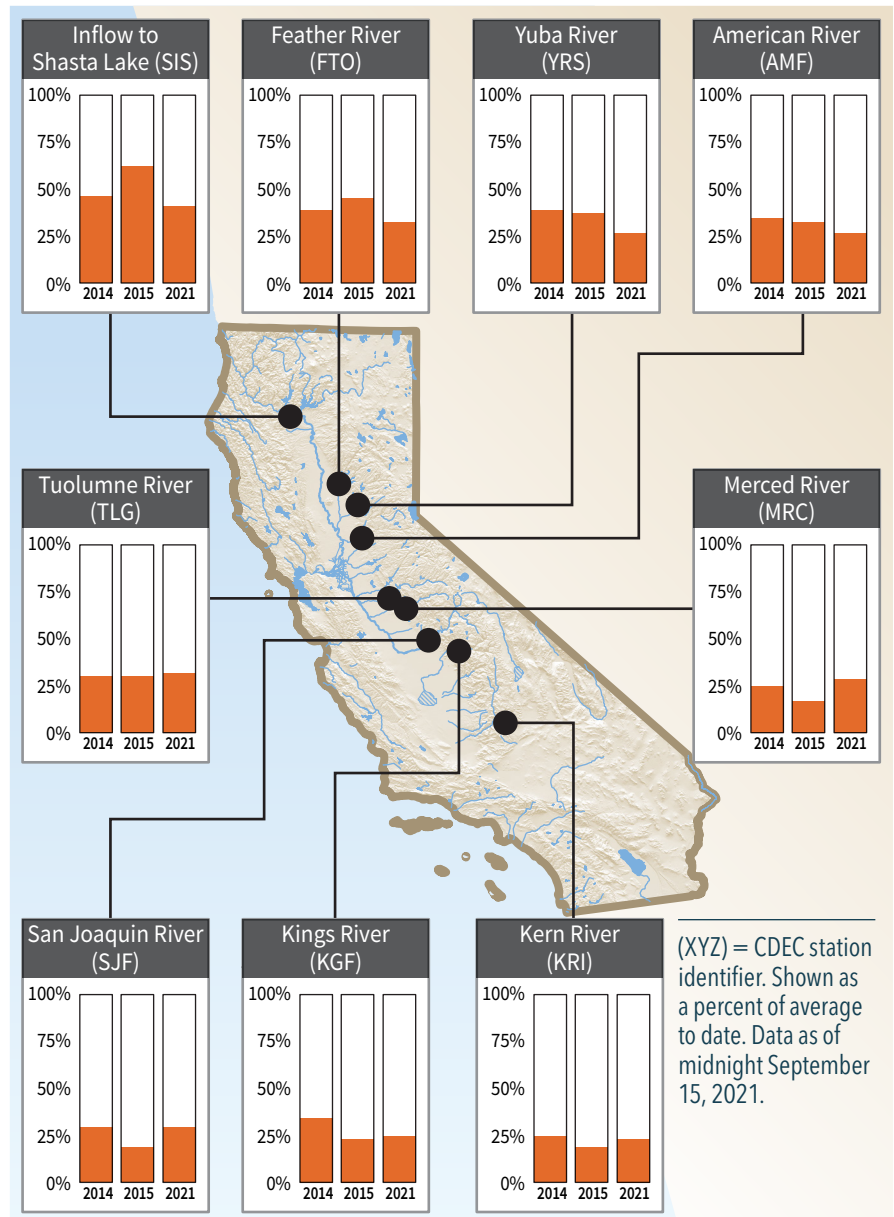 Inflow to
Shasta Lake (SIS)
100%
75%
50%
25%
0%
2014 2015 2021
Feather River
(FTO)
100%
75%
50%
25%
0%
2014 2015 2021
Yuba River
(YRS)
100%
75%
50%
25%
0%
2014 2015 2021
American River
(AMF)
100%
75%
50%
25%
0%
2014 2015 2021
Tuolumne River
(TLG)
100%
75%
50%
25%
0%
2014 2015 2021
Merced River
(MRC)
100%
75%
50%
25%
0%
2014 2015 2021
San Joaquin River
(SJF)
100%
75%
50%
25%
0%
2014 2015 2021
Kings River
(KGF)
100%
75%
50%
25%
0%
2014 2015 2021
Kern River
(KRI)
100%
75%
50%
25%
0%
2014 2015 2021
(XYZ) = CDEC station
identifier. Shown as
a percent of average
to date. Data as of
midnight September
15, 2021.